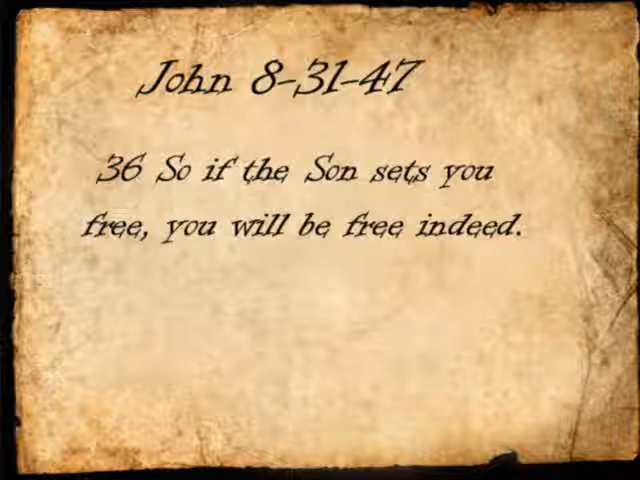 John 8-31-47
36 So if the Son sets you
free, you will be free indeed.